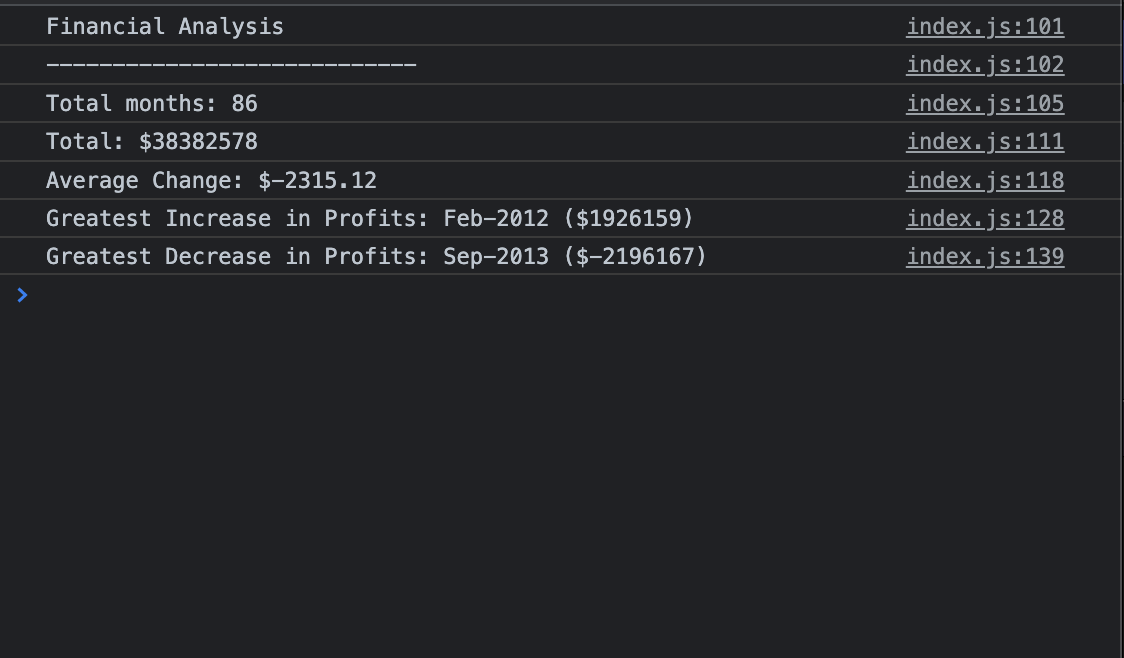 Financial Analysis index.js:101
---------------------------- index.js:102
Total months: 86 index.js:105
Total: $38382578 index.js:111
Average Change: $-2315.12 index.js:118
Greatest Increase in Profits: Feb-2012 ($1926159) index.js:128
Greatest Decrease in Profits: Sep-2013 ($-2196167) index.js:139